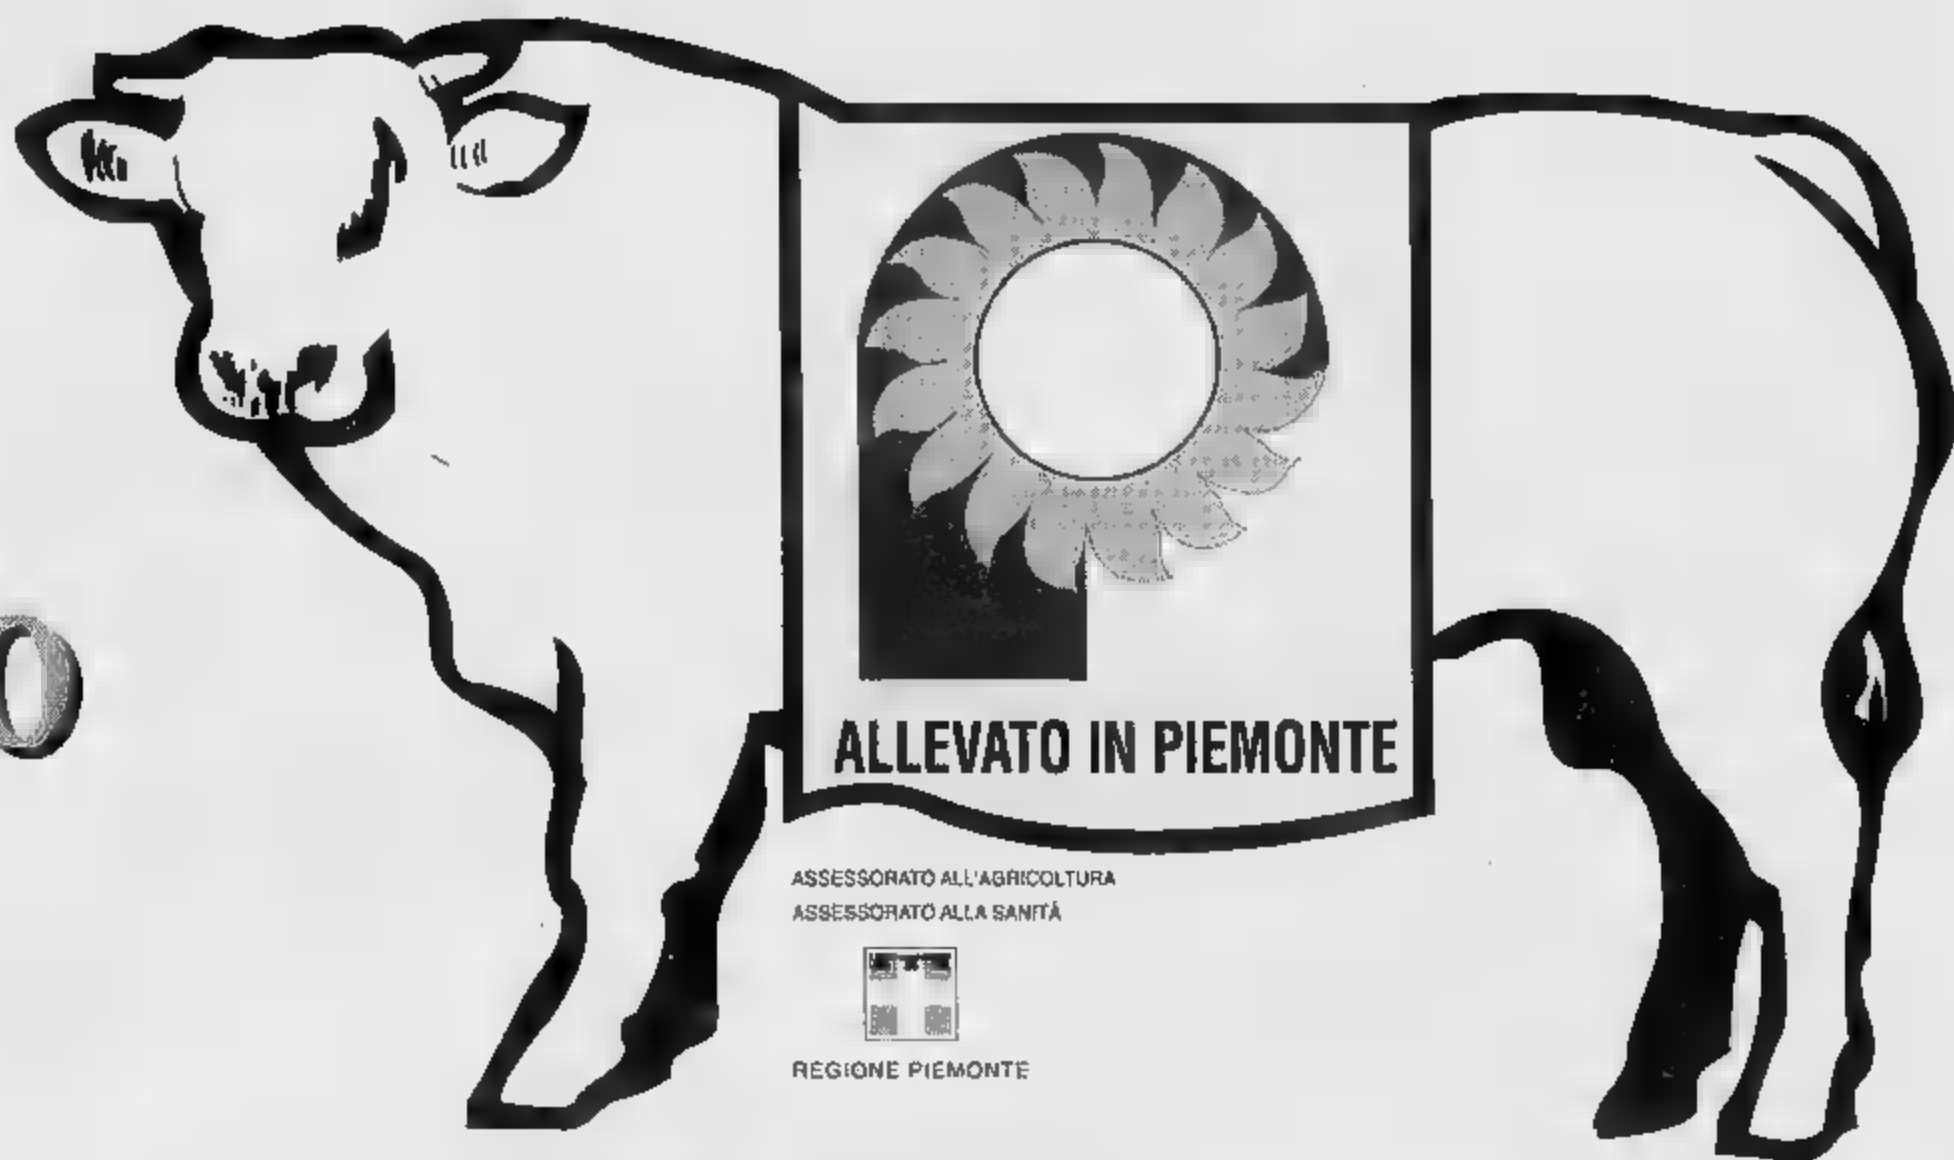 ALLEVATO IN PIEMONTE
ASSESSORATO ALL'AGRICOLTURA
ASSESSORATO ALLA SANITÀ
REGIONE PIEMONTE